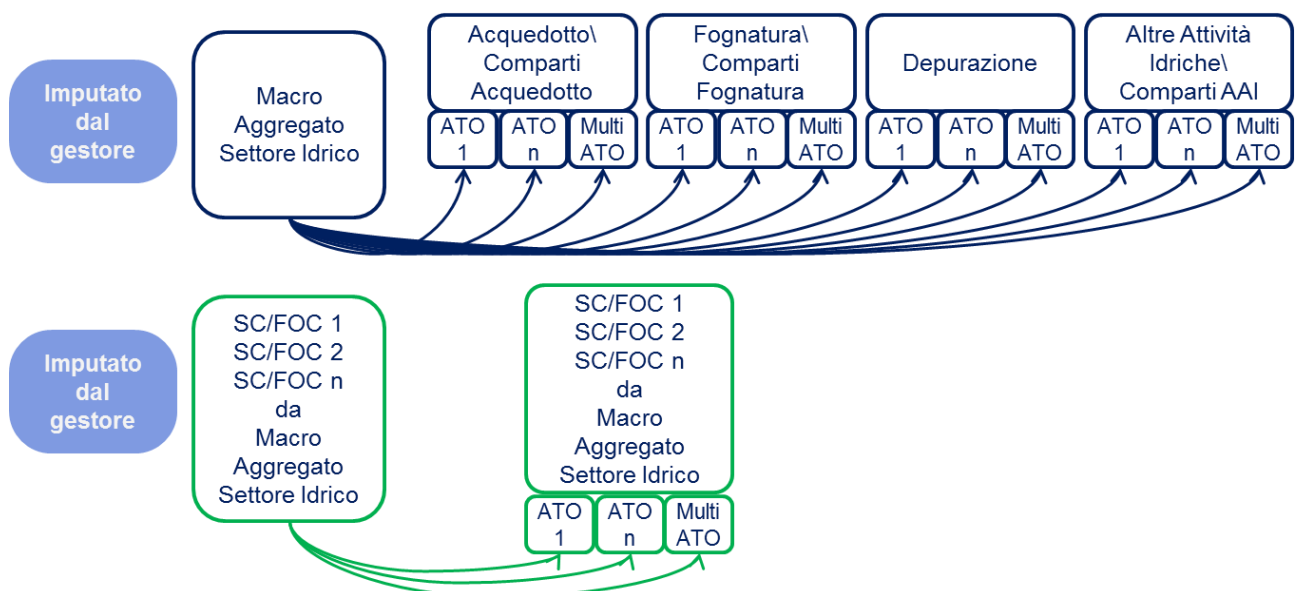 Imputato
dal
gestore
Macro
Aggregato
Settore Idrico
Acquedotto\
Comparti
Acquedotto
ATO
1
ATO
n
Multi
ATO
Fognatura\
Comparti
Fognatura
ATO
1
ATO
n
Multi
ATO
Depurazione
ATO
1
ATO
n
Multi
ATO
Altre Attività
Idriche\
Comparti AAI
ATO
1
ATO
n
Multi
ATO
Imputato
dal
gestore
SC/FOC 1
SC/FOC 2
SC/FOC n
da
Macro
Aggregato
Settore Idrico
SC/FOC 1
SC/FOC 2
SC/FOC n
da
Macro
Aggregato
Settore Idrico
ATO
1
ATO
n
Multi
ATO